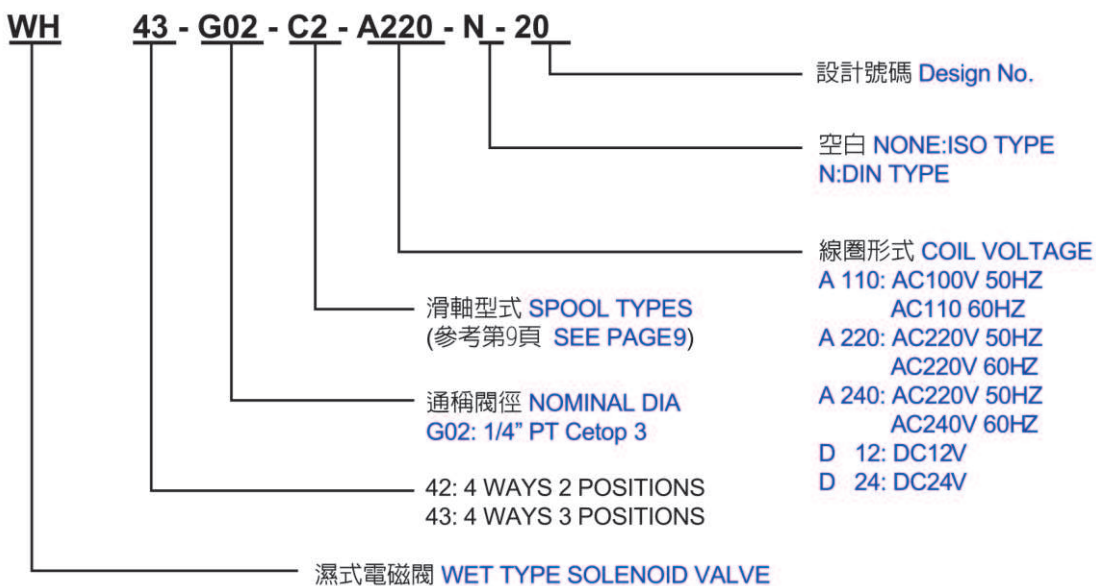 WH 43 - G02 - C2 - A220 - N - 20
設計號碼 Design No.
空白 NONE:ISO TYPE
N:DIN TYPE
線圈形式 COIL VOLTAGE
A 110: AC100V 50HZ
AC110 60HZ
A 220: AC220V 50HZ
AC220V 60HZ
A 240: AC220V 50HZ
AC240V 60HZ
D 12: DC12V
D 24: DC24V
滑軸型式 SPOOL TYPES
(參考第9頁 SEE PAGE9)
通稱閥徑 NOMINAL DIA
G02: 1/4” PT Cetop 3
42: 4 WAYS 2 POSITIONS
43: 4 WAYS 3 POSITIONS
濕式電磁閥 WET TYPE SOLENOID VALVE